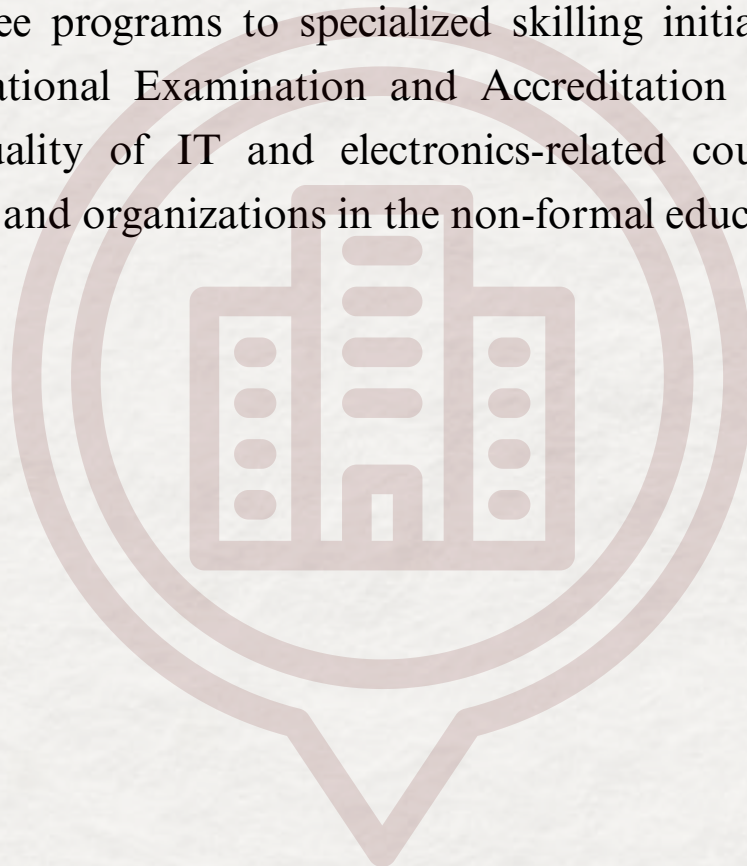 ee programs to specialized skilling initia
ational Examination and Accreditation
uality of IT and electronics-related cou
and organizations in the non-formal educ